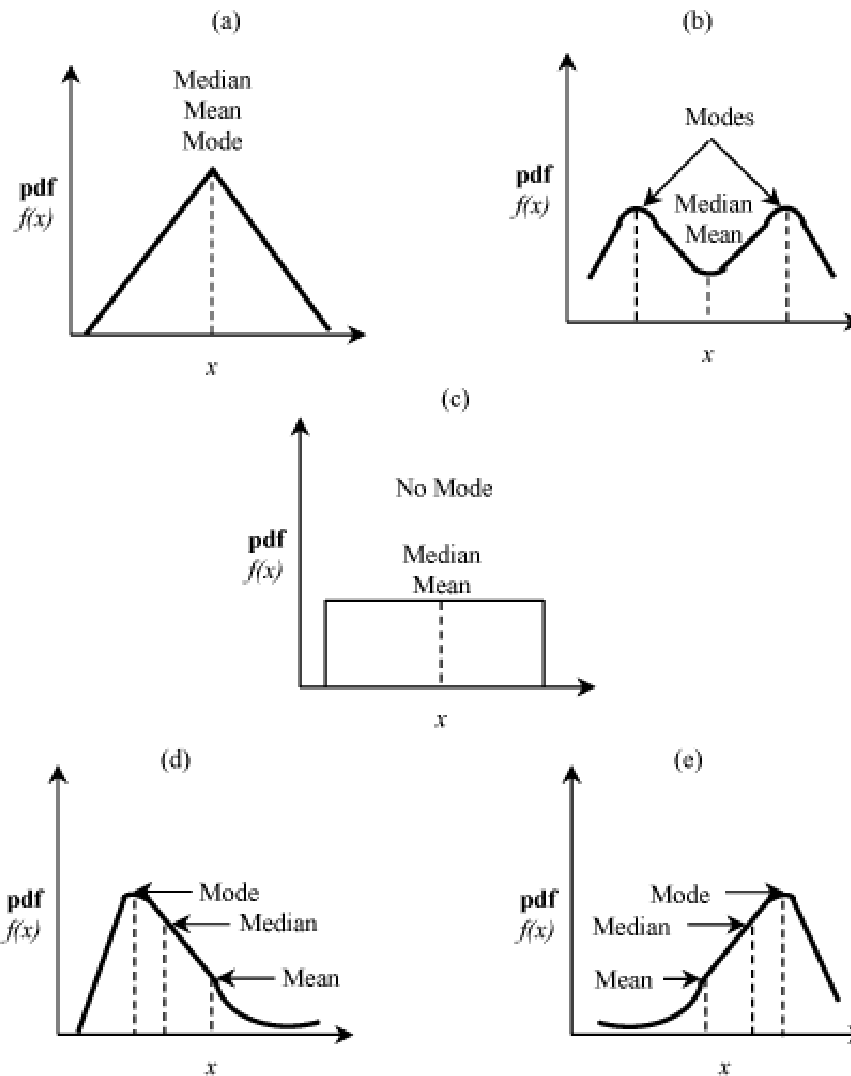 (a)
Median
Mean
Mode
pdf
f(x)
x
(b)
Modes
pdf
f(x)
Median
Mean
x
(c)
No Mode
pdf
f(x)
Median
Mean
x
(d)
pdf
f(x)
Mode
Median
Mean
x
(e)
pdf
f(x)
Mode
Median
Mean
x